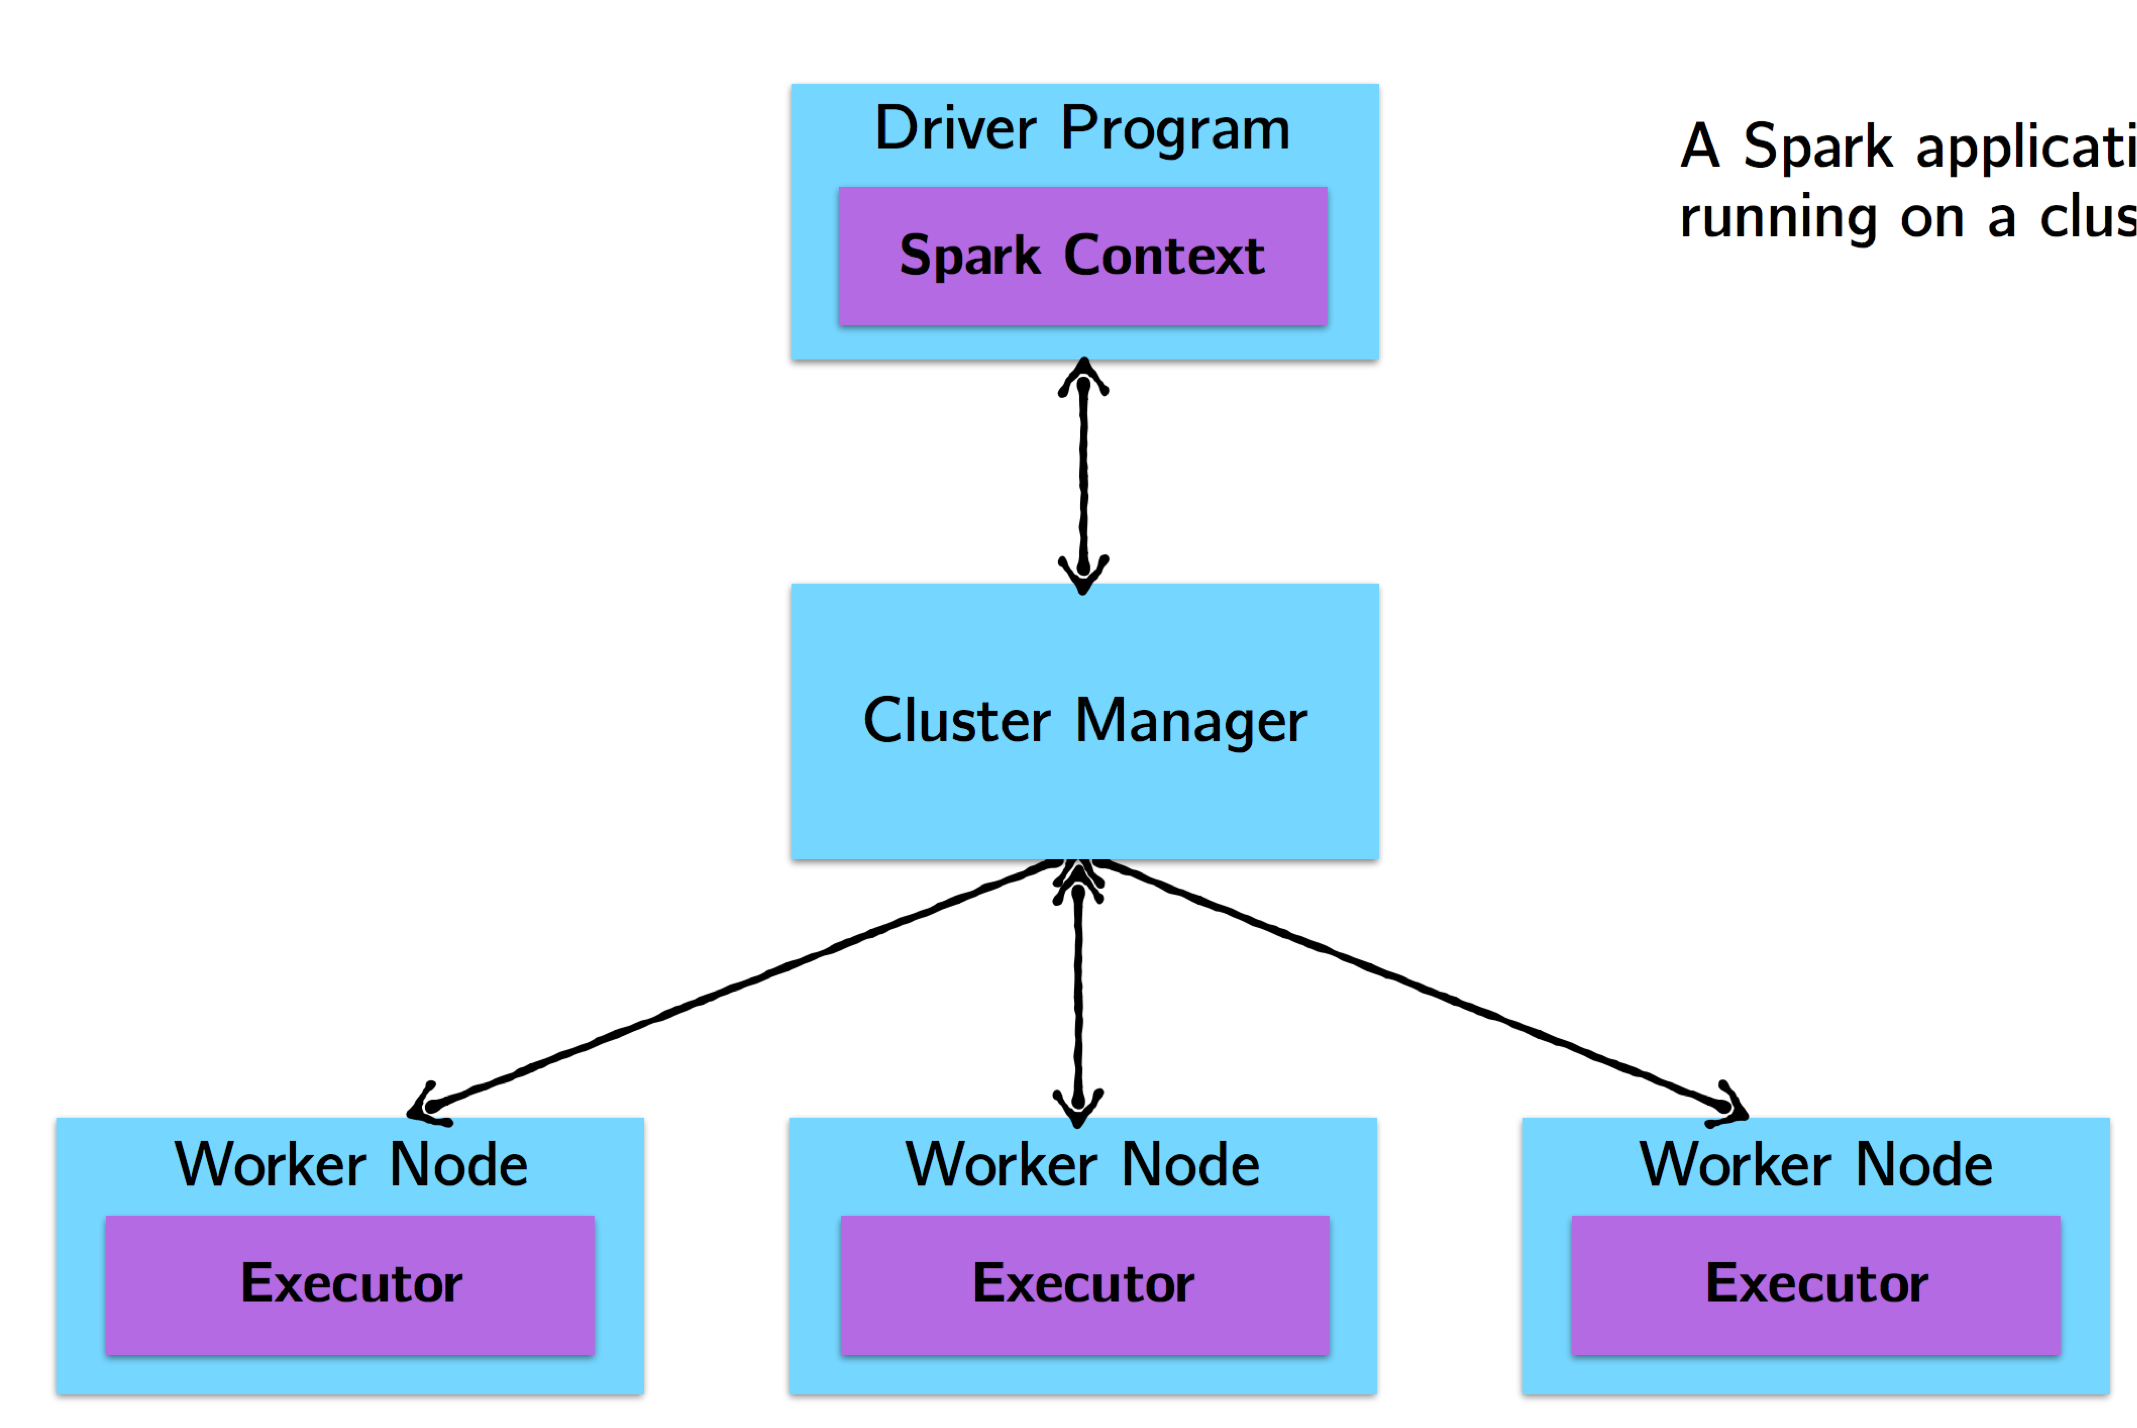 Driver Program
Spark Context
A Spark applicati
running on a clus
Cluster Manager
Worker Node
Executor
Worker Node
Executor
Worker Node
Executor